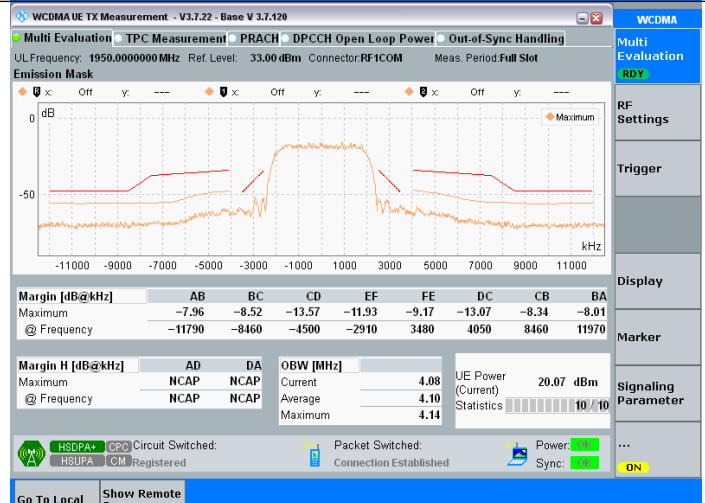 WCDMA UE TX Measurement - V3.7.22 - Base V 3.7.120
WCDMA
Multi Evaluation TPC Measurement PRACH DPCCH Open Loop Power Out-of-Sync Handling
Multi
Evaluation
RDY
UL Frequency: 1950.0000000 MHz Ref. Level: 33.00 dBm Connector: RF1COM Meas. Period: Full Slot
Emission Mask
x: Off y: --- x: Off y: --- x: Off y: ---
RF
Settings
dB
Maximum
0
Trigger
-50
kHz
-11000 -9000 -7000 -5000 -3000 -1000 1000 3000 5000 7000 9000 11000
Display
Margin [dB@kHz] AB BC CD EF FE DC CB BA
Maximum -7.96 -8.52 -13.57 -11.93 -9.17 -13.07 -8.34 -8.01
@ Frequency -11790 -8460 -4500 -2910 3480 4050 8460 11970
Marker
Margin H [dB@kHz] AD DA
Maximum NCAP NCAP
@ Frequency NCAP NCAP
OBW [MHz]
Current 4.08
Average 4.10
Maximum 4.14
UE Power
(Current) 20.07 dBm
Statistics 10 / 10
Signaling
Parameter
HSDPA+ CPC Circuit Switched: Packet Switched: Power: OK
HSUPA CM Registered Connection Established Sync: OK
...
ON
Go To Local
Show Remote